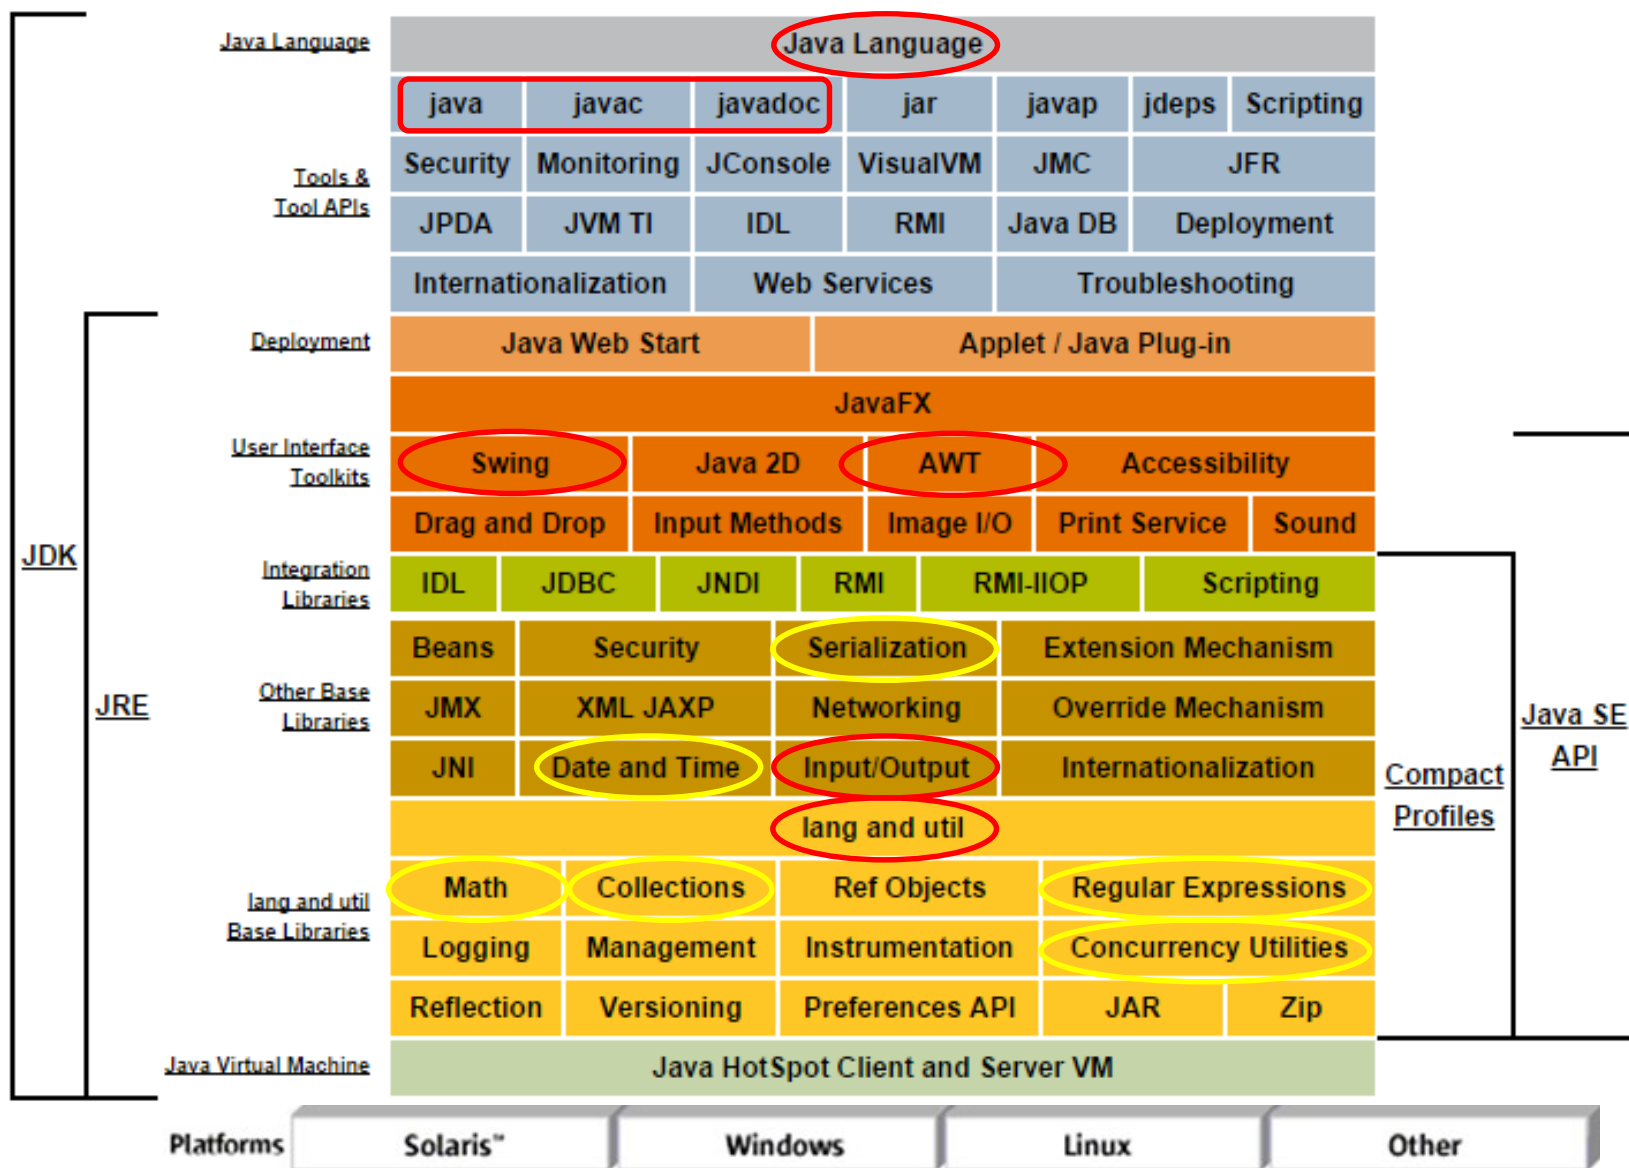 Java Language
Java Language
java javac javadoc jar javap jdeps Scripting
Tools &
Tool APIs
Security Monitoring JConsole VisualVM JMC JFR
JPDA JVM TI IDL RMI Java DB Deployment
Internationalization Web Services Troubleshooting
Deployment
Java Web Start Applet / Java Plug-in
JavaFX
User Interface
Toolkits
Swing Java 2D AWT Accessibility
Drag and Drop Input Methods Image I/O Print Service Sound
JDK
Integration
Libraries
IDL JDBC JNDI RMI RMI-IIOP Scripting
Beans Security Serialization Extension Mechanism
JRE
Other Base
Libraries
JMX XML JAXP Networking Override Mechanism
Java SE
API
JNI Date and Time Input/Output Internationalization
Compact
Profiles
lang and util
lang and util
Base Libraries
Math Collections Ref Objects Regular Expressions
Logging Management Instrumentation Concurrency Utilities
Reflection Versioning Preferences API JAR Zip
Java Virtual Machine
Java HotSpot Client and Server VM
Platforms Solaris™ Windows Linux Other